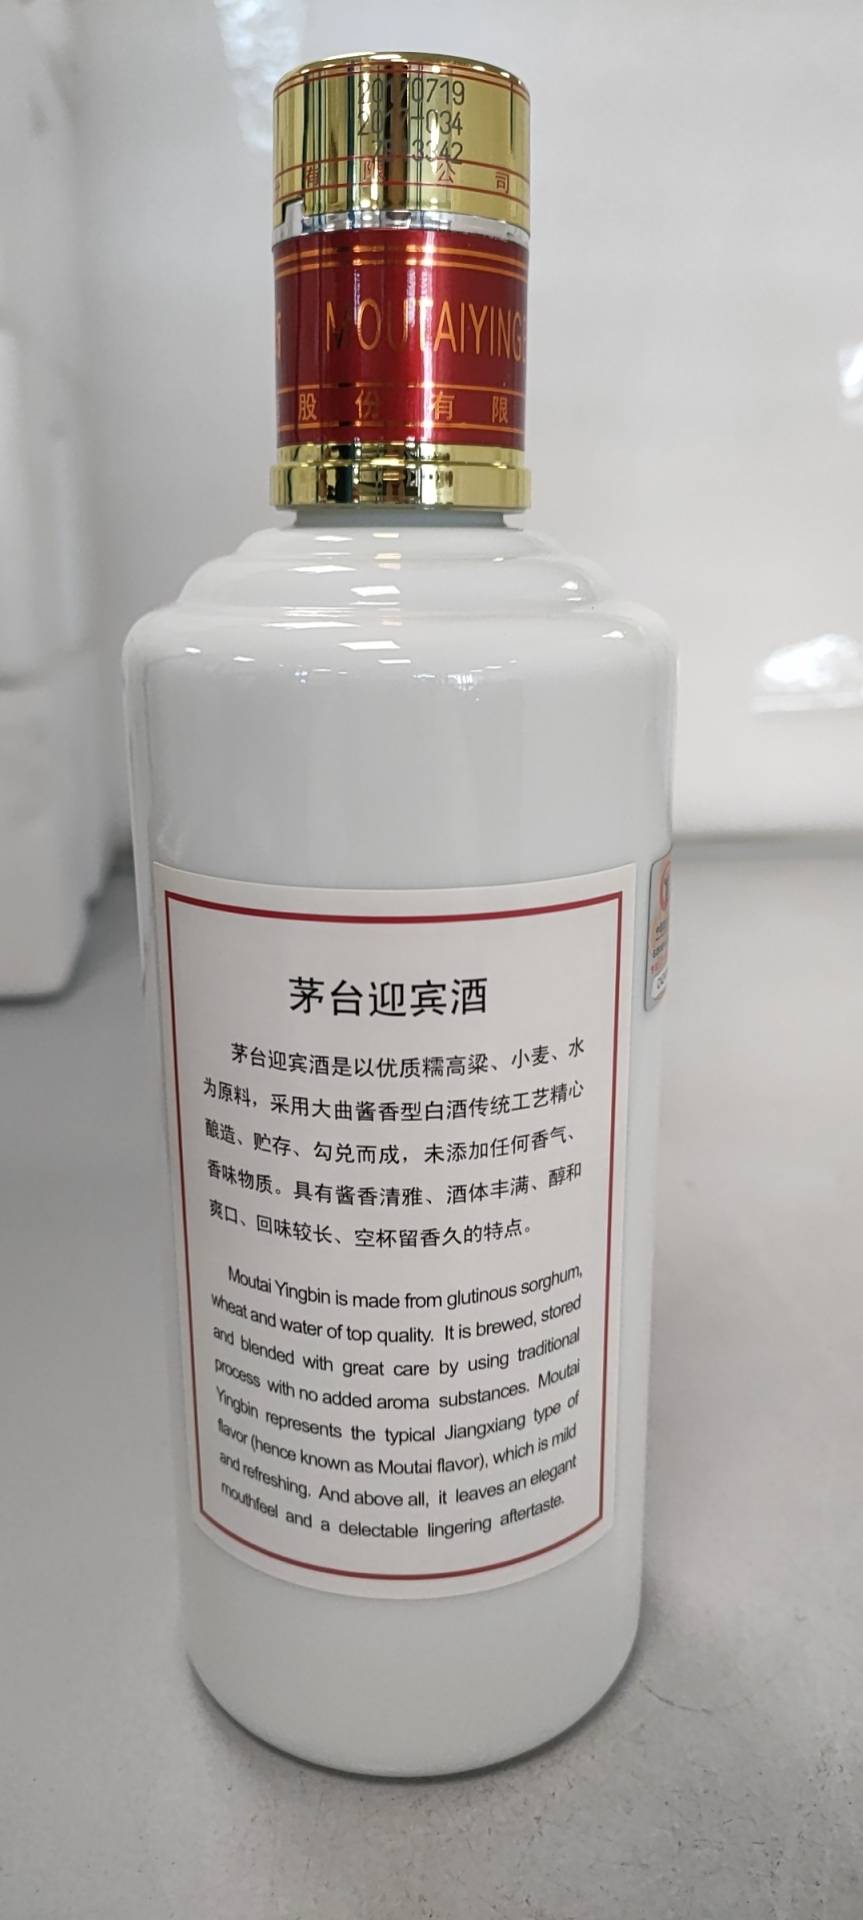 20170719
2017-034
有限公司
MOUTAIYING
股份有限
茅台迎宾酒
茅台迎宾酒是以优质糯高粱、小麦、水
为原料，采用大曲酱香型白酒传统工艺精心
酿造、贮存、勾兑而成，未添加任何香气、
香味物质。具有酱香清雅、酒体丰满、醇和
爽口、回味较长、空杯留香久的特点。
Moutai Yingbin is made from glutinous sorghum,
wheat and water of top quality. It is brewed, stored
and blended with great care by using traditional
process with no added aroma substances. Moutai
Yingbin represents the typical Jiangxiang type of
flavor (hence known as Moutai flavor), which is mild
and refreshing. And above all, it leaves an elegant
mouthfeel and a delectable lingering aftertaste.